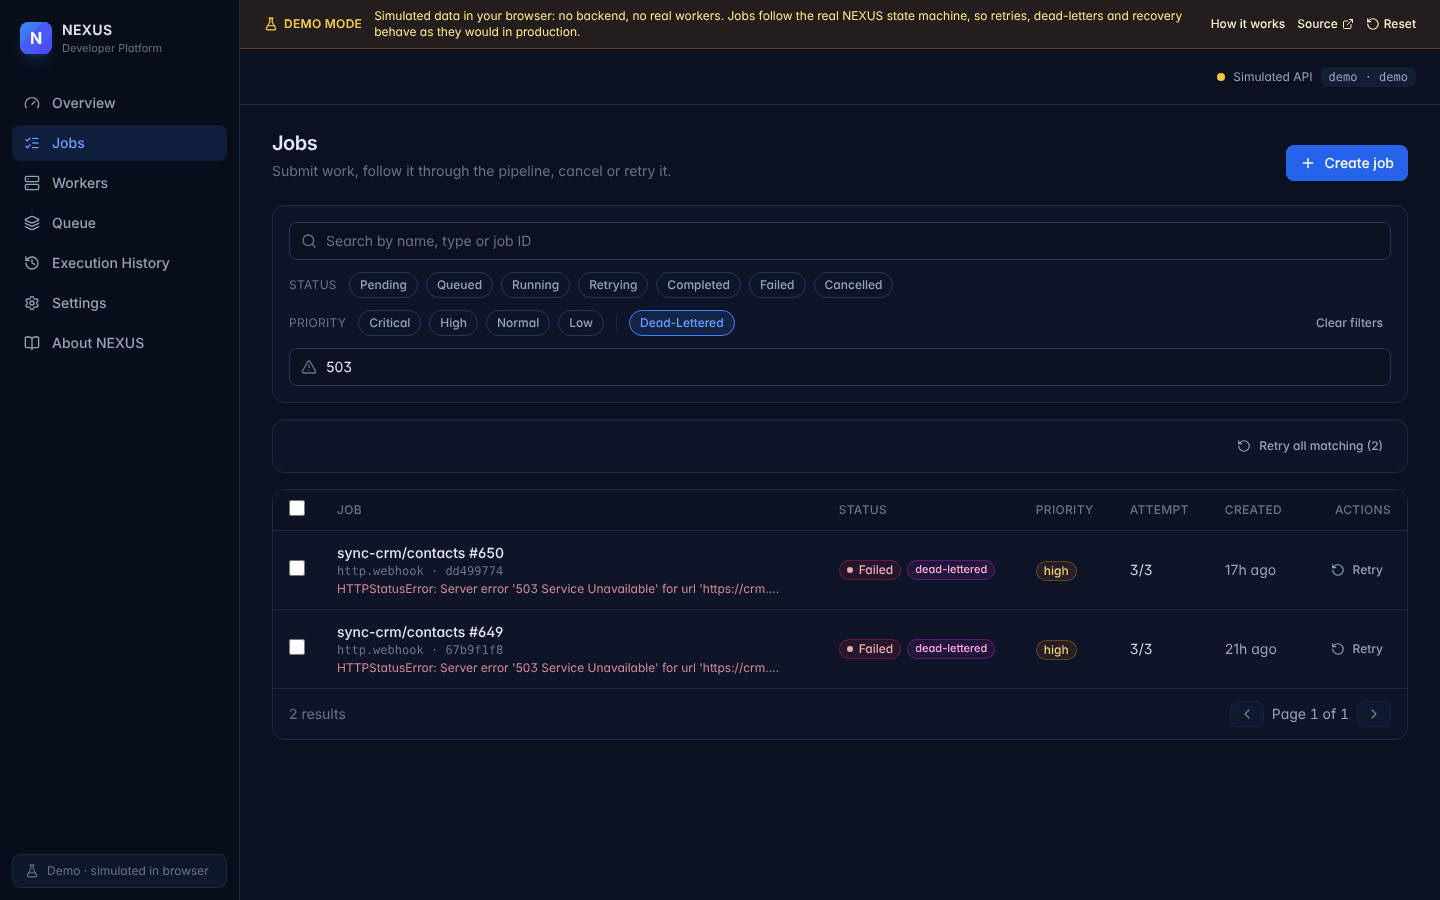 N
NEXUS
Developer Platform
Overview
Jobs
Workers
Queue
Execution History
Settings
About NEXUS
Demo · simulated in browser
DEMO MODE
Simulated data in your browser: no backend, no real workers. Jobs follow the real NEXUS state machine, so retries, dead-letters and recovery
behave as they would in production.
How it works Source Reset
Simulated API demo · demo
Jobs
Submit work, follow it through the pipeline, cancel or retry it.
Create job
Search by name, type or job ID
STATUS Pending Queued Running Retrying Completed Failed Cancelled
PRIORITY Critical High Normal Low Dead-Lettered Clear filters
503
Retry all matching (2)
JOB STATUS PRIORITY ATTEMPT CREATED ACTIONS
sync-crm/contacts #650
http.webhook · dd499774
HTTPStatusError: Server error '503 Service Unavailable' for url 'https://crm....
Failed dead-lettered high 3/3 17h ago Retry
sync-crm/contacts #649
http.webhook · 67b9f1f8
HTTPStatusError: Server error '503 Service Unavailable' for url 'https://crm....
Failed dead-lettered high 3/3 21h ago Retry
2 results
Page 1 of 1